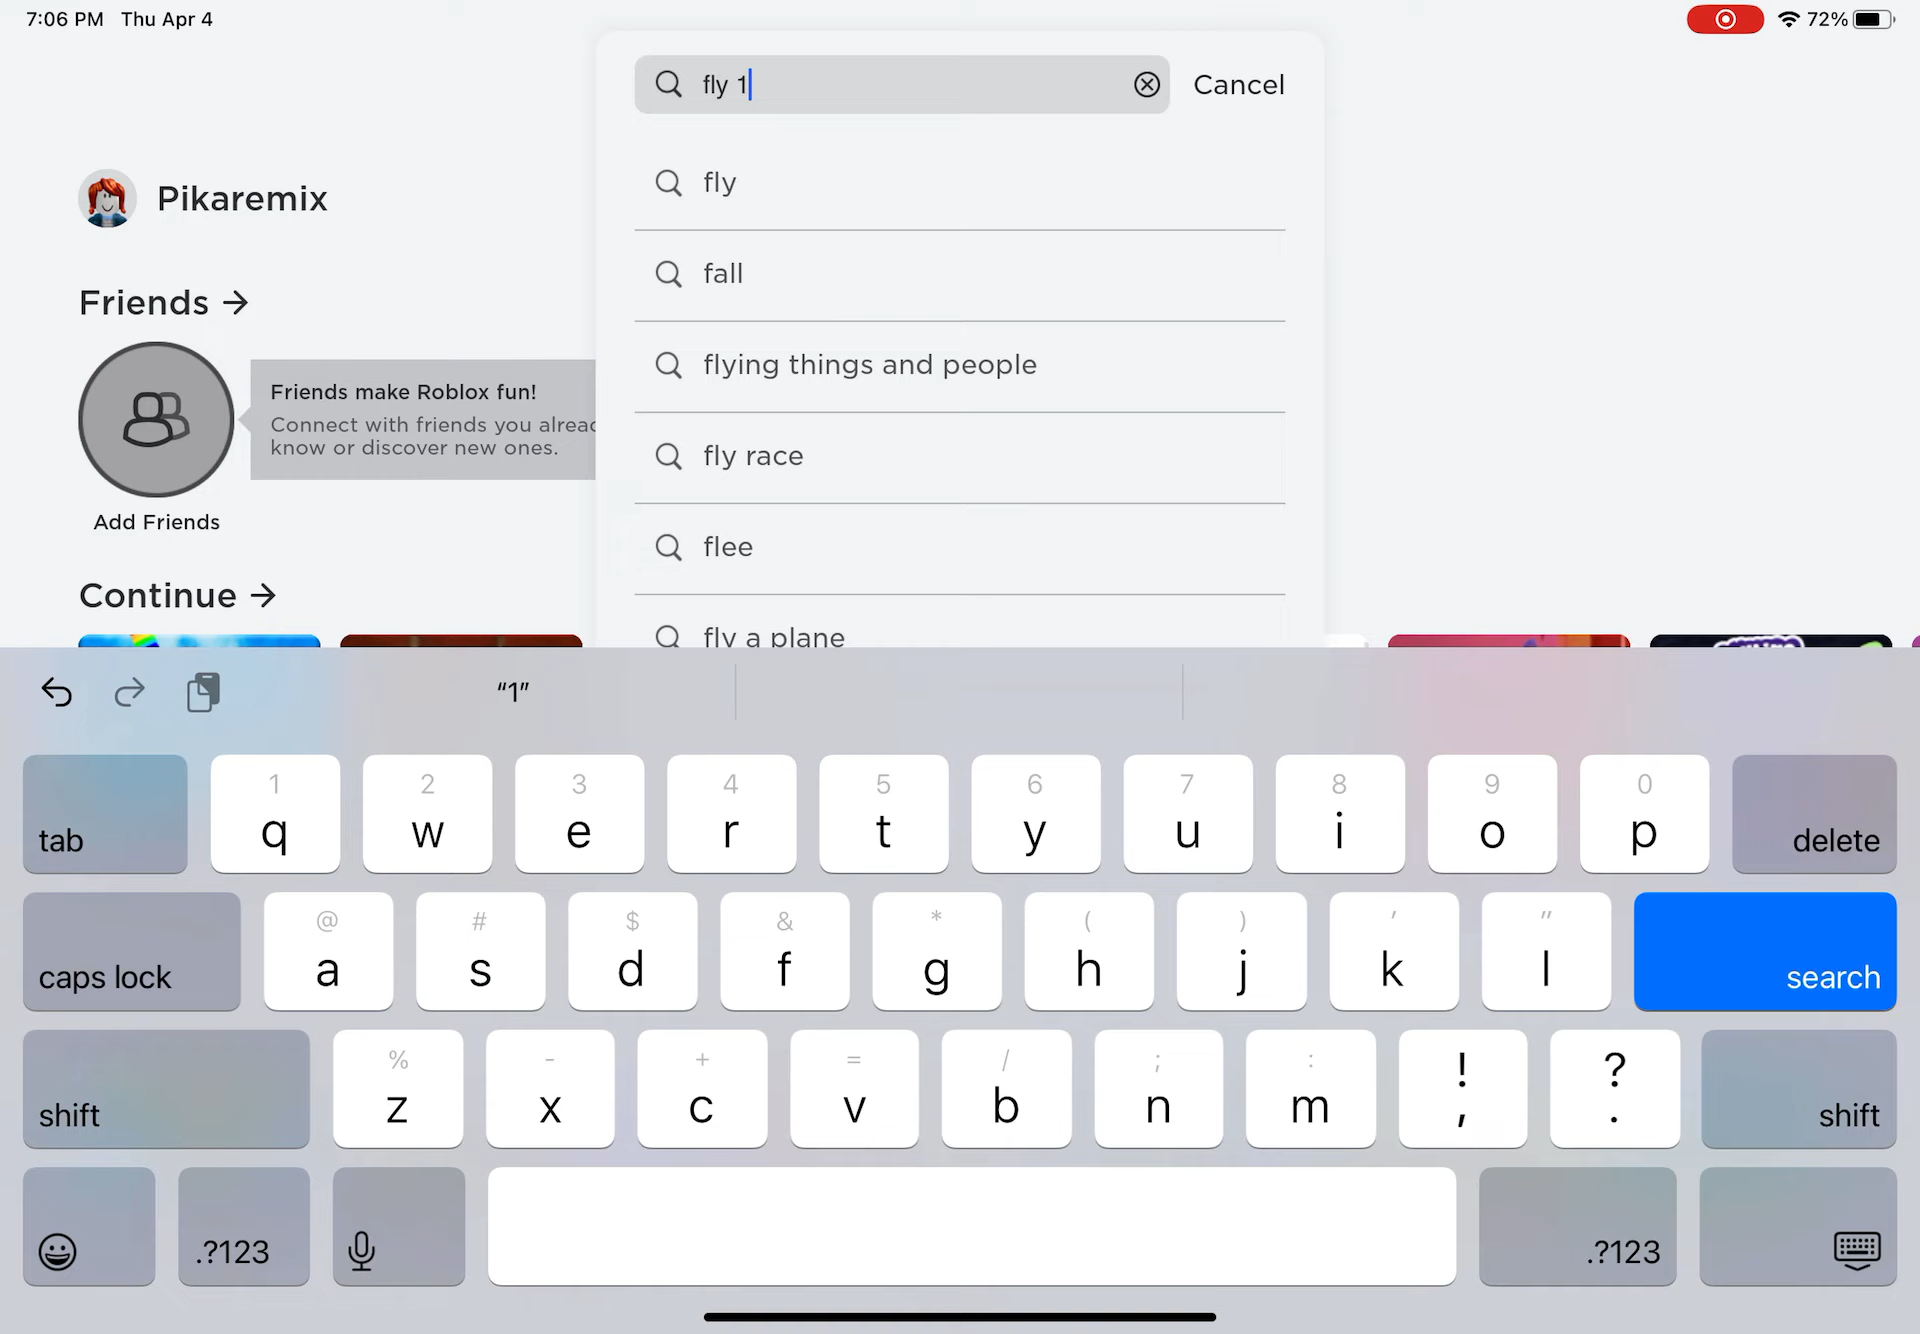 7:06 PM Thu Apr 4
72%
fly 1
Cancel
Pikaremix
fly
fall
Friends →
flying things and people
Friends make Roblox fun!
Connect with friends you alread
know or discover new ones.
fly race
Add Friends
flee
Continue →
fly a plane
“1”
1 2 3 4 5 6 7 8 9 0
tab q w e r t y u i o p delete
@ # $ & * ( ) ' "
caps lock a s d f g h j k l search
% - + = / ; : ! ?
shift z x c v b n m , . shift
.?123 .?123